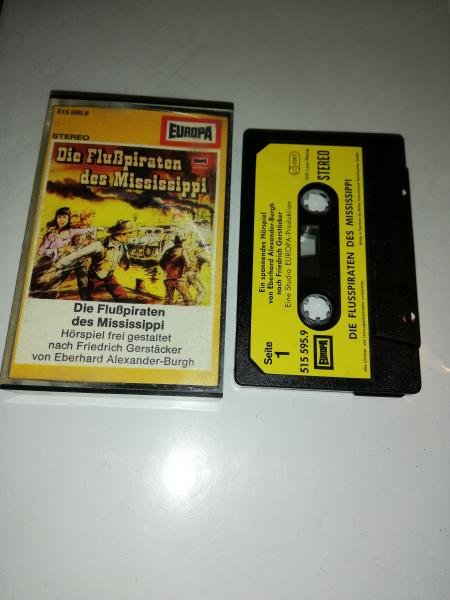 515 595.9
EUROPA
STEREO
Die Flußpiraten
des Mississippi
Die Flußpiraten
des Mississippi
Hörspiel frei gestaltet
nach Friedrich Gerstäcker
von Eberhard Alexander-Burgh
STEREO
Ein spannendes Hörspiel
von Eberhard Alexander-Burgh
nach Friedrich Gerstäcker
Eine Studio EUROPA-Produktion
Seite
1
515 595.9
EUROPA
DIE FLUSSPIRATEN DES MISSISSIPPI